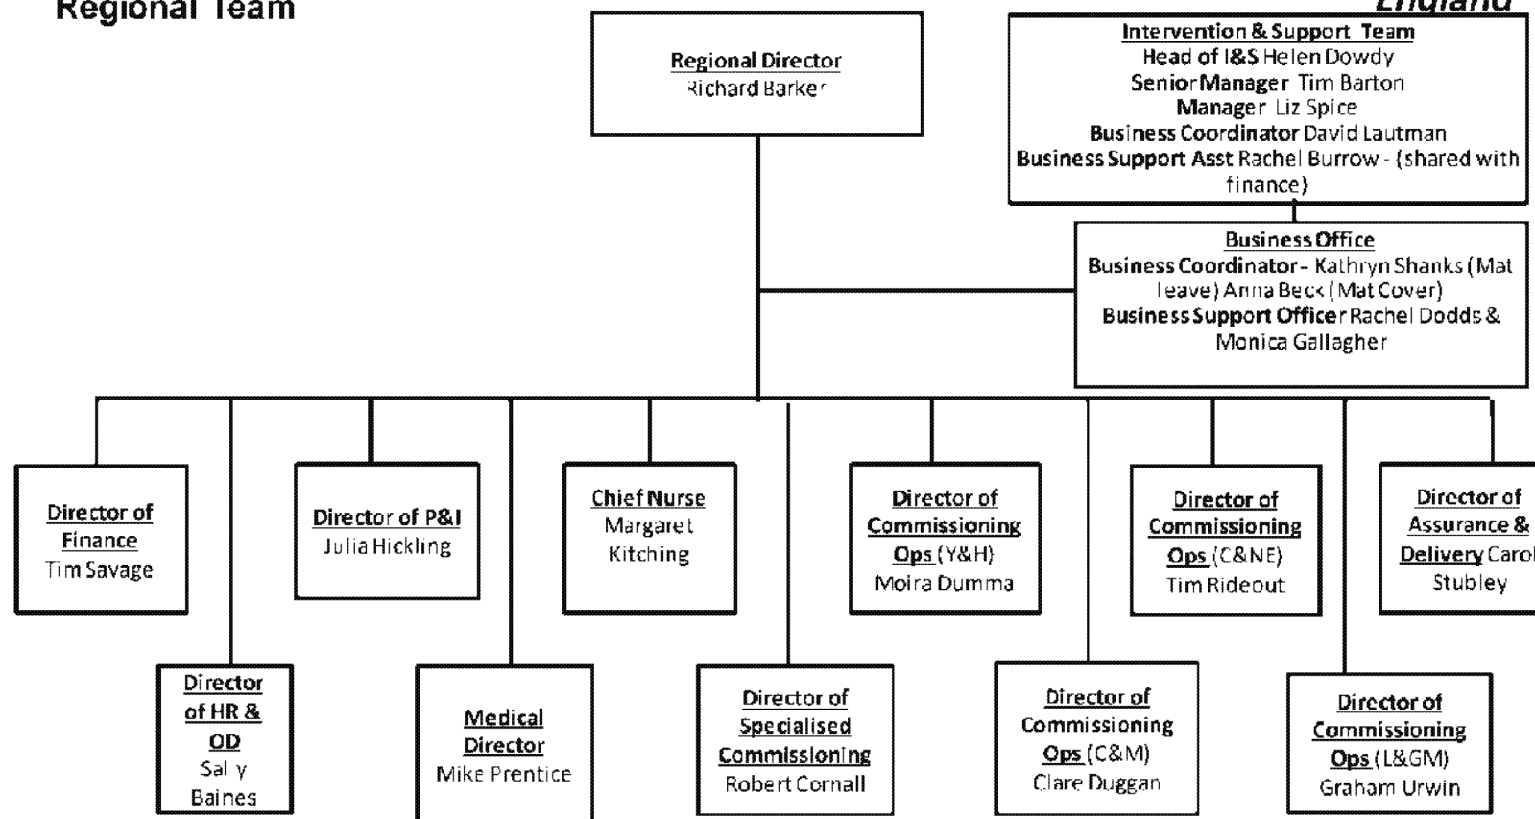 Regional Team
England
Regional Director
Richard Barker
Intervention & Support Team
Head of I&S Helen Dowdy
Senior Manager Tim Barton
Manager Liz Spice
Business Coordinator David Lautman
Business Support Asst Rachel Burrow - (shared with
finance)
Business Office
Business Coordinator - Kathryn Shanks (Mat
leave) Anna Beck (Mat Cover)
Business Support Officer Rachel Dodds &
Monica Gallagher
Director of
Finance
Tim Savage
Director of P&I
Julia Hickling
Chief Nurse
Margaret
Kitching
Director of
Commissioning
Ops (Y&H)
Moira Dumma
Director of
Commissioning
Ops (C&NE)
Tim Rideout
Director of
Assurance &
Delivery Carol
Stubley
Director
of HR &
OD
Sally
Baines
Medical
Director
Mike Prentice
Director of
Specialised
Commissioning
Robert Cornall
Director of
Commissioning
Ops (C&M)
Clare Duggan
Director of
Commissioning
Ops (L&GM)
Graham Urwin